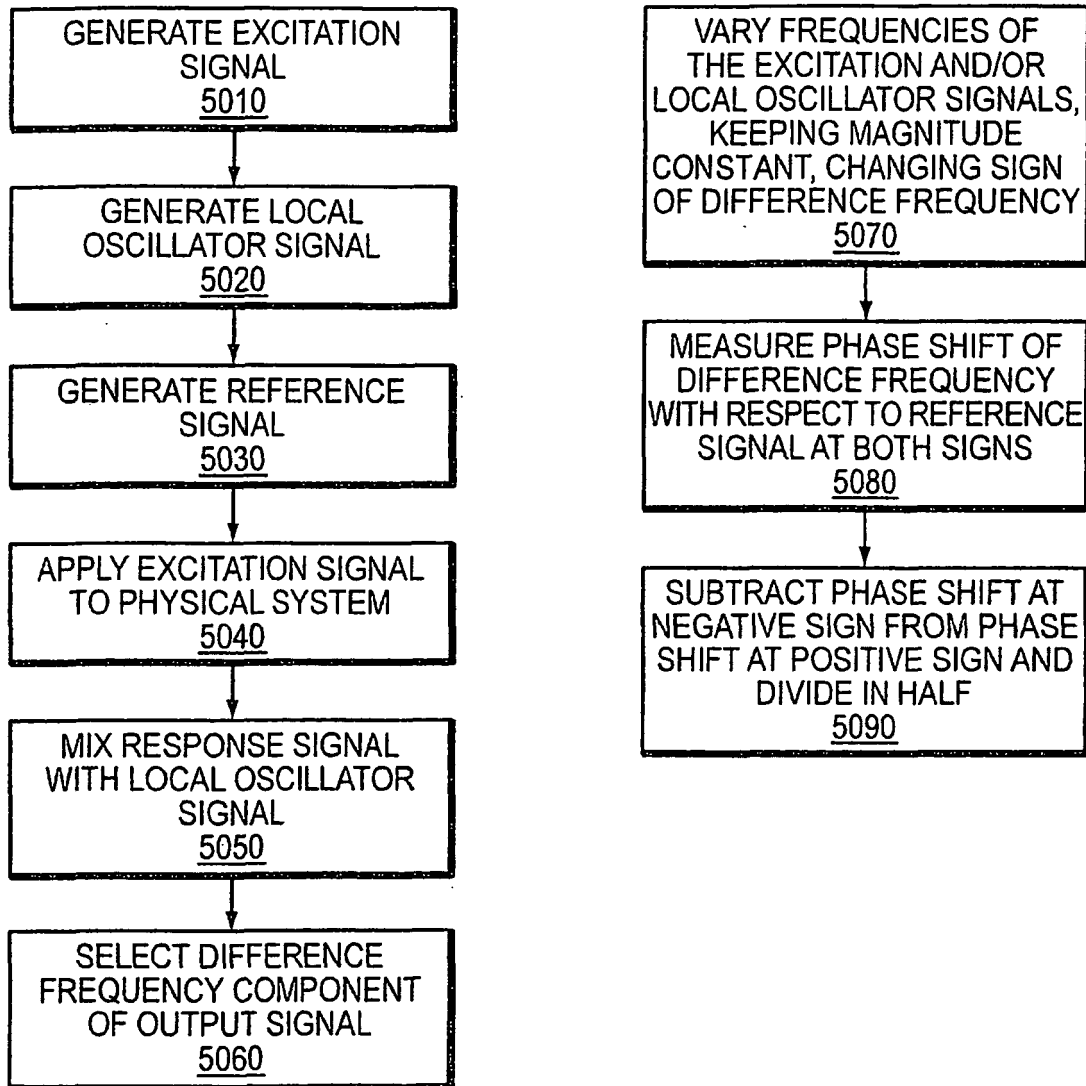 GENERATE EXCITATION
SIGNAL
5010
GENERATE LOCAL
OSCILLATOR SIGNAL
5020
GENERATE REFERENCE
SIGNAL
5030
APPLY EXCITATION SIGNAL
TO PHYSICAL SYSTEM
5040
MIX RESPONSE SIGNAL
WITH LOCAL OSCILLATOR
SIGNAL
5050
SELECT DIFFERENCE
FREQUENCY COMPONENT
OF OUTPUT SIGNAL
5060
VARY FREQUENCIES OF
THE EXCITATION AND/OR
LOCAL OSCILLATOR SIGNALS,
KEEPING MAGNITUDE
CONSTANT, CHANGING SIGN
OF DIFFERENCE FREQUENCY
5070
MEASURE PHASE SHIFT OF
DIFFERENCE FREQUENCY
WITH RESPECT TO REFERENCE
SIGNAL AT BOTH SIGNS
5080
SUBTRACT PHASE SHIFT AT
NEGATIVE SIGN FROM PHASE
SHIFT AT POSITIVE SIGN AND
DIVIDE IN HALF
5090